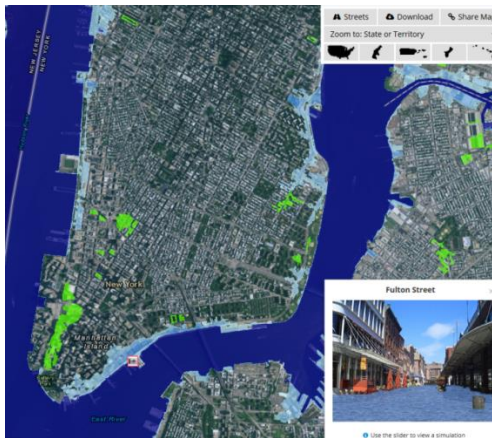 Streets Download Share Ma
Zoom to: State or Territory
NEW JERSEY
NEW YORK
New York
Manhattan
Island
East River
Fulton Street
Use the slider to view a simulation